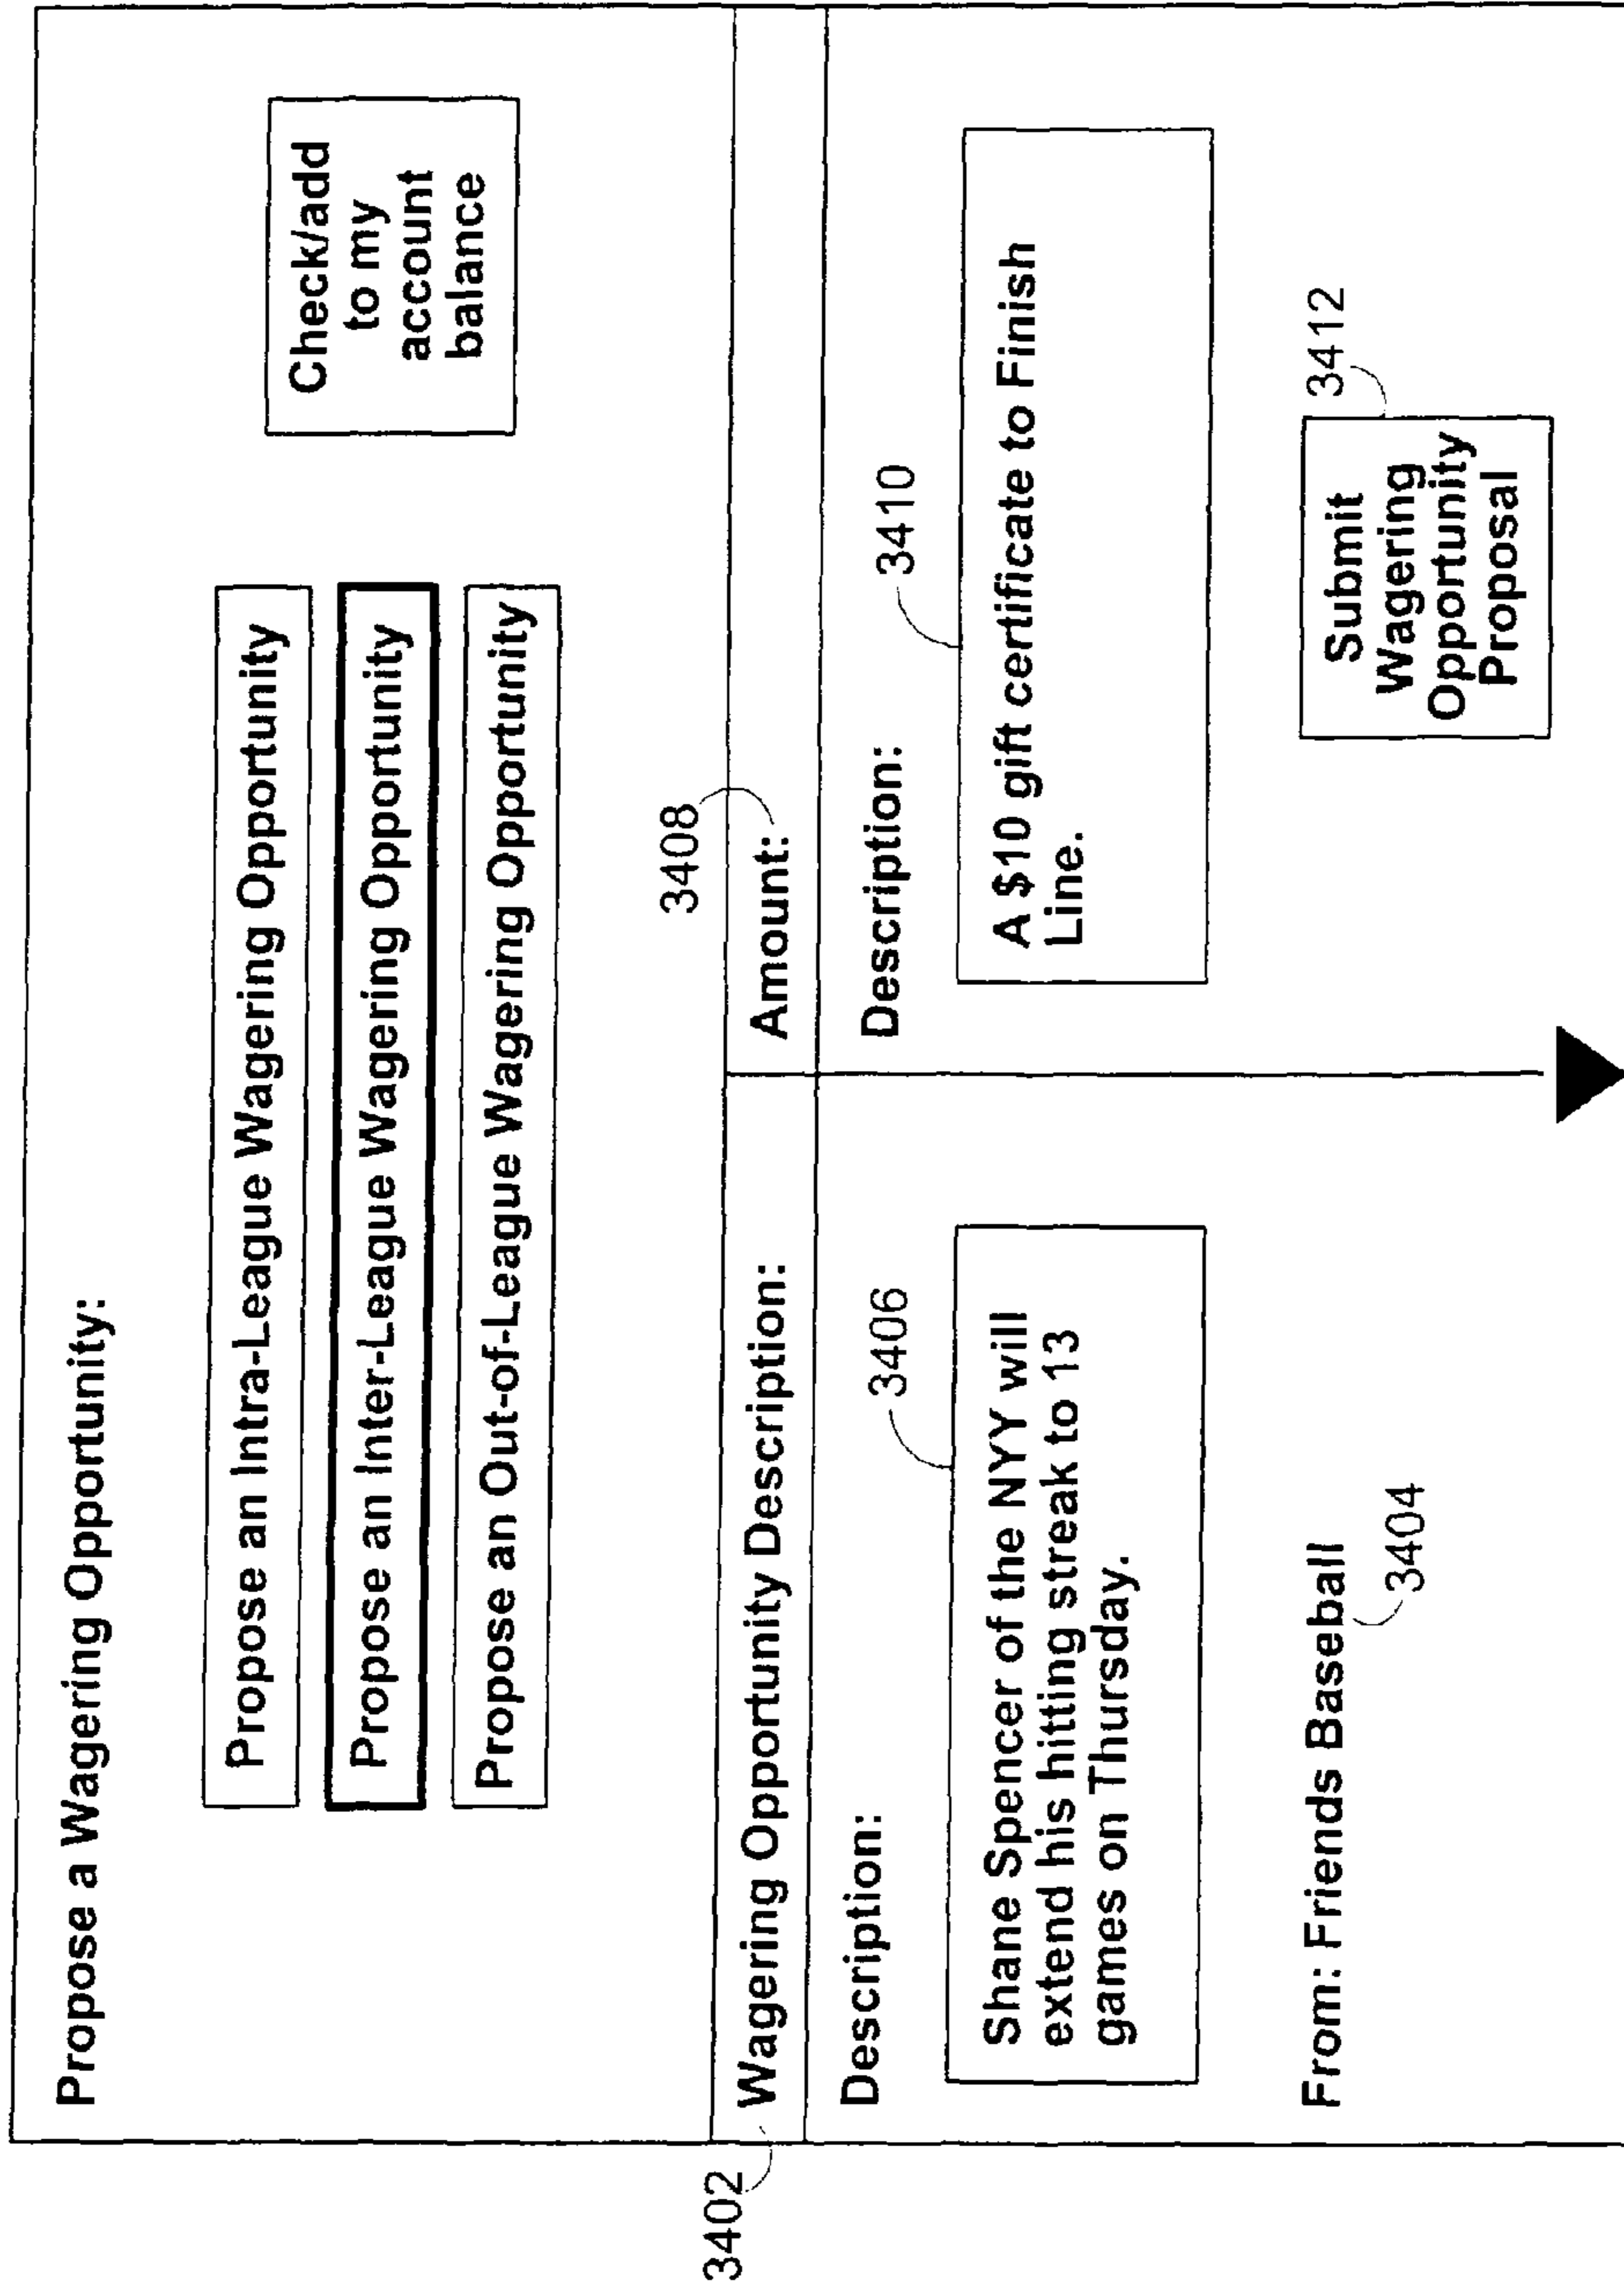 Propose a Wagering Opportunity:
Propose an Intra-League Wagering Opportunity
Propose an Inter-League Wagering Opportunity
Propose an Out-of-League Wagering Opportunity
Check/add
to my
account
balance
3402
Wagering Opportunity Description:
3408
Amount:
Description:
3406
Shane Spencer of the NYY will
extend his hitting streak to 13
games on Thursday.
From: Friends Baseball
3404
Description:
3410
A $10 gift certificate to Finish
Line.
3412
Submit
Wagering
Opportunity
Proposal